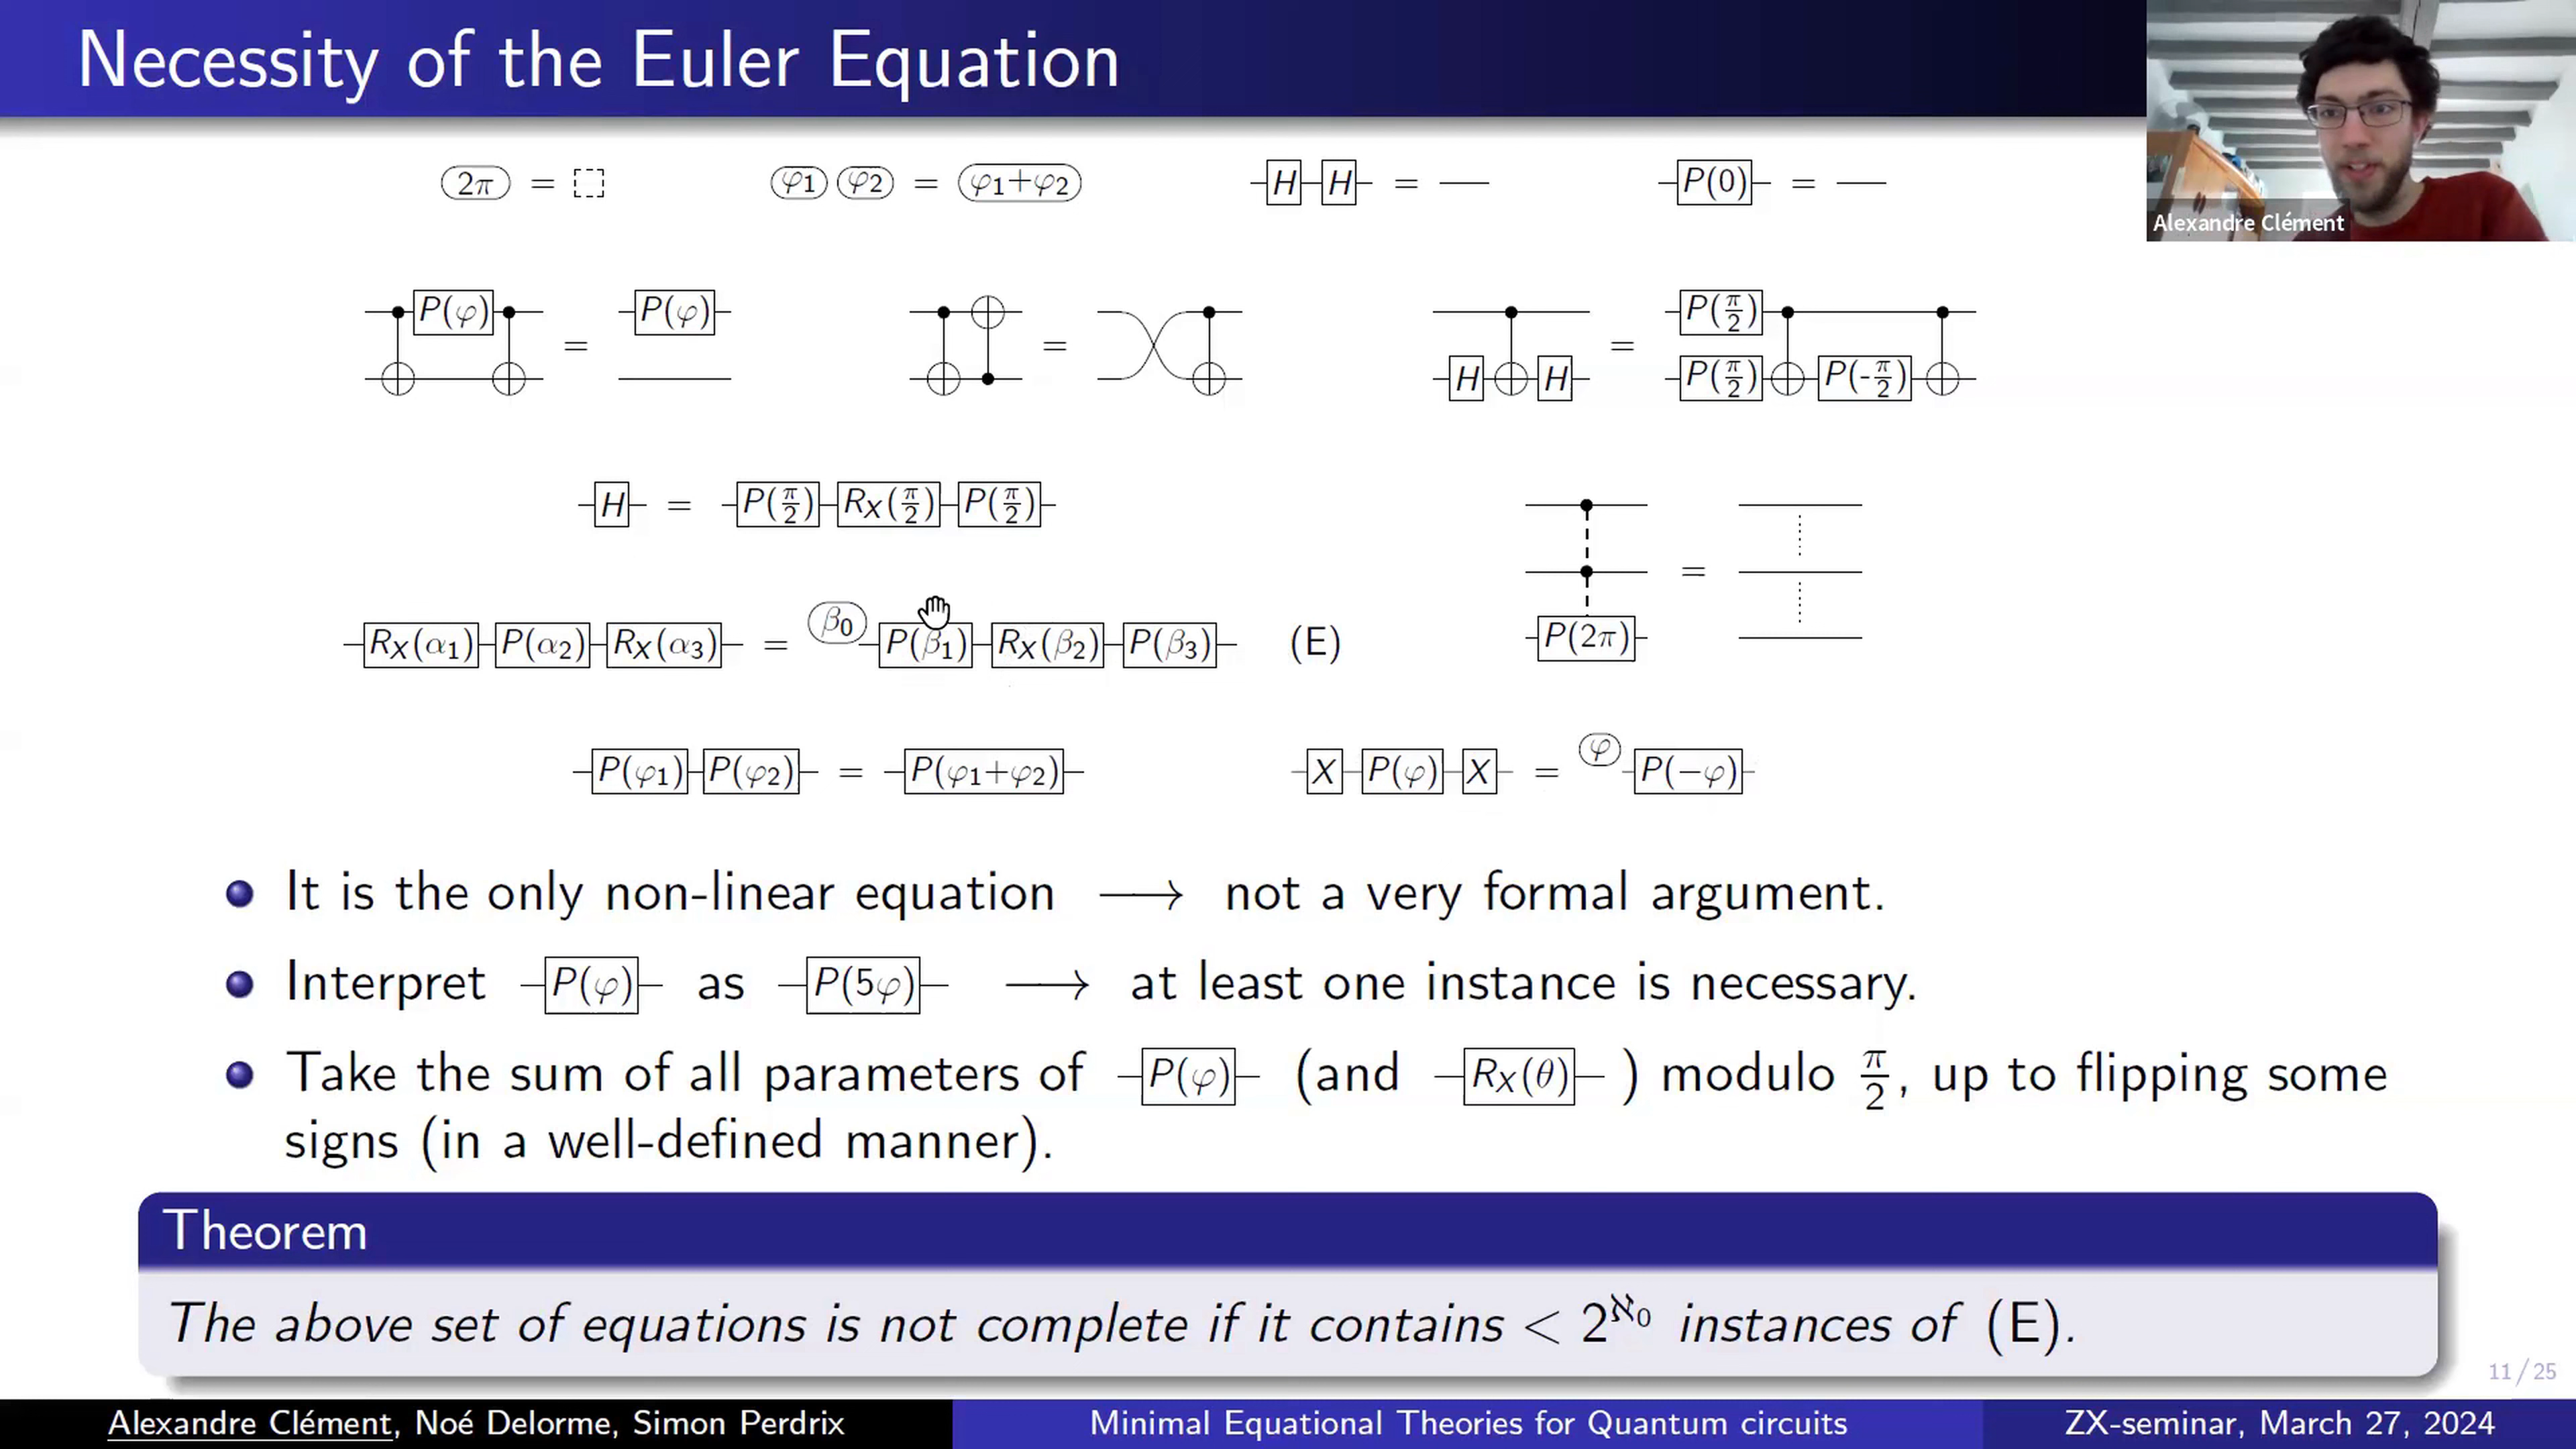 Necessity of the Euler Equation
Alexandre Clément
2π =
φ1 φ2 = φ1+φ2
H H =
P(0) =
P(φ) = P(φ)
=
H H = P(π/2) P(π/2) P(-π/2)
H = P(π/2) RX(π/2) P(π/2)
P(2π) =
RX(α1) P(α2) RX(α3) = β0 P(β1) RX(β2) P(β3) (E)
P(φ1) P(φ2) = P(φ1+φ2)
X P(φ) X = φ P(−φ)
It is the only non-linear equation ⟶ not a very formal argument.
Interpret P(φ) as P(5φ) ⟶ at least one instance is necessary.
Take the sum of all parameters of P(φ) (and RX(θ) ) modulo π/2, up to flipping some
signs (in a well-defined manner).
Theorem
The above set of equations is not complete if it contains < 2^ℵ0 instances of (E).
11 / 25
Alexandre Clément, Noé Delorme, Simon Perdrix
Minimal Equational Theories for Quantum circuits
ZX-seminar, March 27, 2024